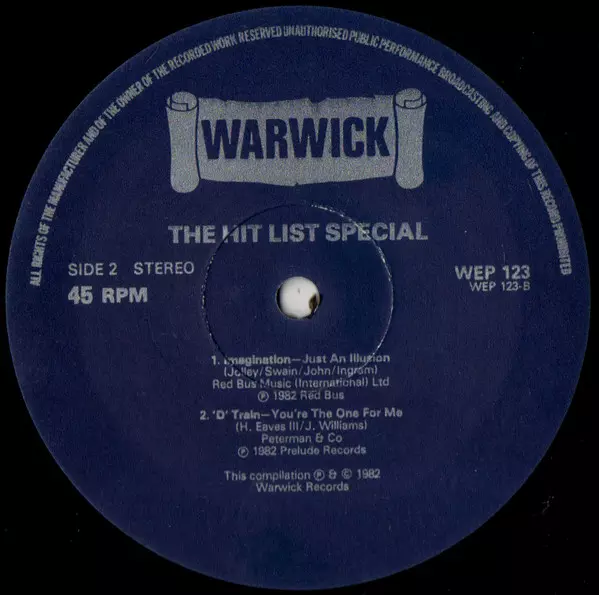 ALL RIGHTS OF THE MANUFACTURER AND OF THE OWNER OF THE RECORDED WORK RESERVED UNAUTHORISED PUBLIC PERFORMANCE BROADCASTING AND COPYING OF THIS RECORD PROHIBITED
WARWICK
THE HIT LIST SPECIAL
SIDE 2 STEREO
45 RPM
WEP 123
WEP 123-B
1. Imagination—Just An Illusion
(Jolley/Swain/John/Ingram)
Red Bus Music (International) Ltd
℗ 1982 Red Bus
2. 'D' Train—You're The One For Me
(H. Eaves III/J. Williams)
Peterman & Co
℗ 1982 Prelude Records
This compilation ℗ & © 1982
Warwick Records